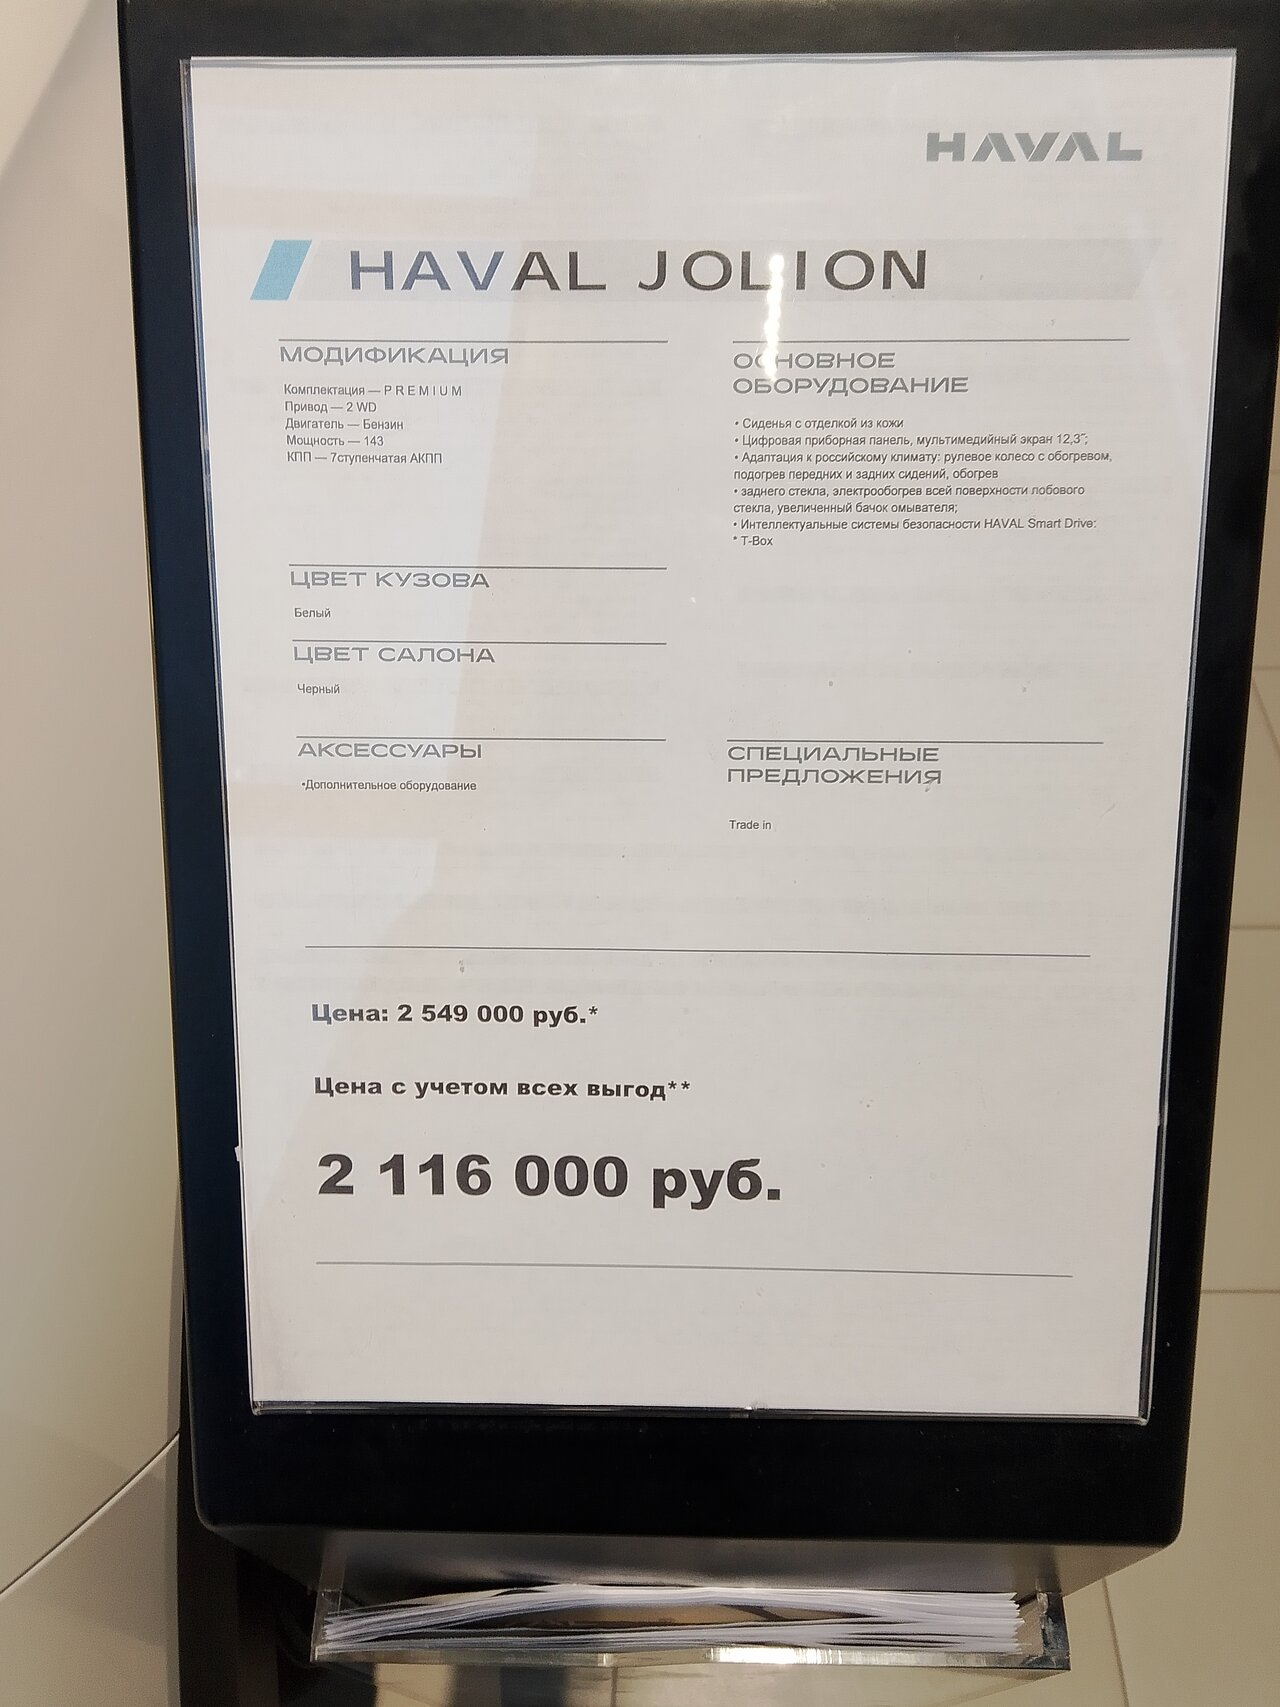 HAVAL
HAVAL JOLION
МОДИФИКАЦИЯ
Комплектация — P R E M I U M
Привод — 2 WD
Двигатель — Бензин
Мощность — 143
КПП — 7ступенчатая АКПП
ОСНОВНОЕ
ОБОРУДОВАНИЕ
• Сиденья с отделкой из кожи
• Цифровая приборная панель, мультимедийный экран 12,3˝;
• Адаптация к российскому климату: рулевое колесо с обогревом,
подогрев передних и задних сидений, обогрев
• заднего стекла, электрообогрев всей поверхности лобового
стекла, увеличенный бачок омывателя;
• Интеллектуальные системы безопасности HAVAL Smart Drive:
* T-Box
ЦВЕТ КУЗОВА
Белый
ЦВЕТ САЛОНА
Черный
АКСЕССУАРЫ
•Дополнительное оборудование
СПЕЦИАЛЬНЫЕ
ПРЕДЛОЖЕНИЯ
Trade in
Цена: 2 549 000 руб.*
Цена с учетом всех выгод**
2 116 000 руб.